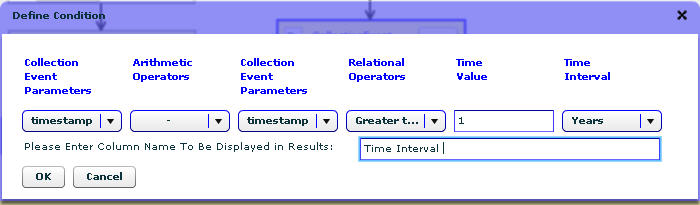 Define Condition
Collection Event Parameters
Arithmetic Operators
Collection Event Parameters
Relational Operators
Time Value
Time Interval
timestamp
-
timestamp
Greater t...
1
Years
Please Enter Column Name To Be Displayed in Results:
Time Interval
OK
Cancel